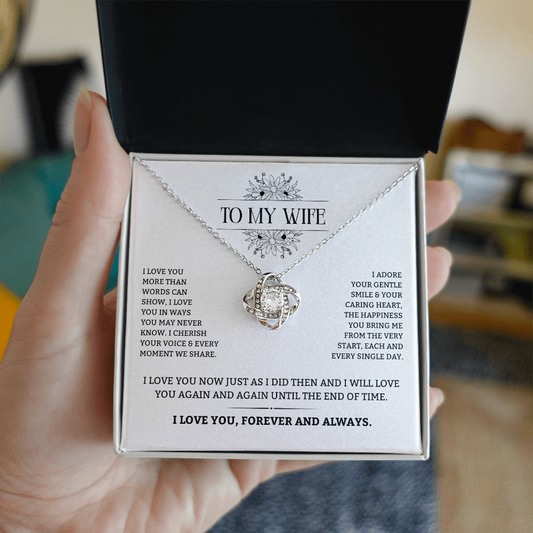 TO MY WIFE
I LOVE YOU
MORE THAN
WORDS CAN
SHOW, I LOVE
YOU IN WAYS
YOU MAY NEVER
KNOW. I CHERISH
YOUR VOICE & EVERY
MOMENT WE SHARE.
I ADORE
YOUR GENTLE
SMILE & YOUR
CARING HEART,
THE HAPPINESS
YOU BRING ME
FROM THE VERY
START, EACH AND
EVERY SINGLE DAY.
I LOVE YOU NOW JUST AS I DID THEN AND I WILL LOVE
YOU AGAIN AND AGAIN UNTIL THE END OF TIME.
I LOVE YOU, FOREVER AND ALWAYS.